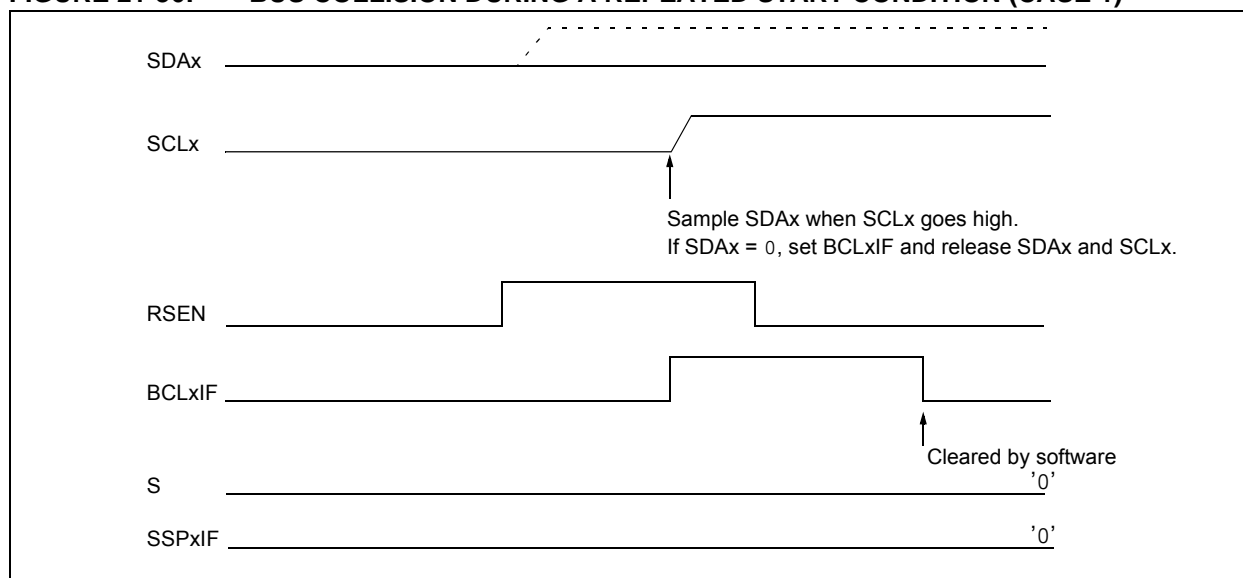 SDAx
SCLx
Sample SDAx when SCLx goes high.
If SDAx = 0, set BCLxIF and release SDAx and SCLx.
RSEN
BCLxIF
Cleared by software
S '0'
SSPxIF '0'